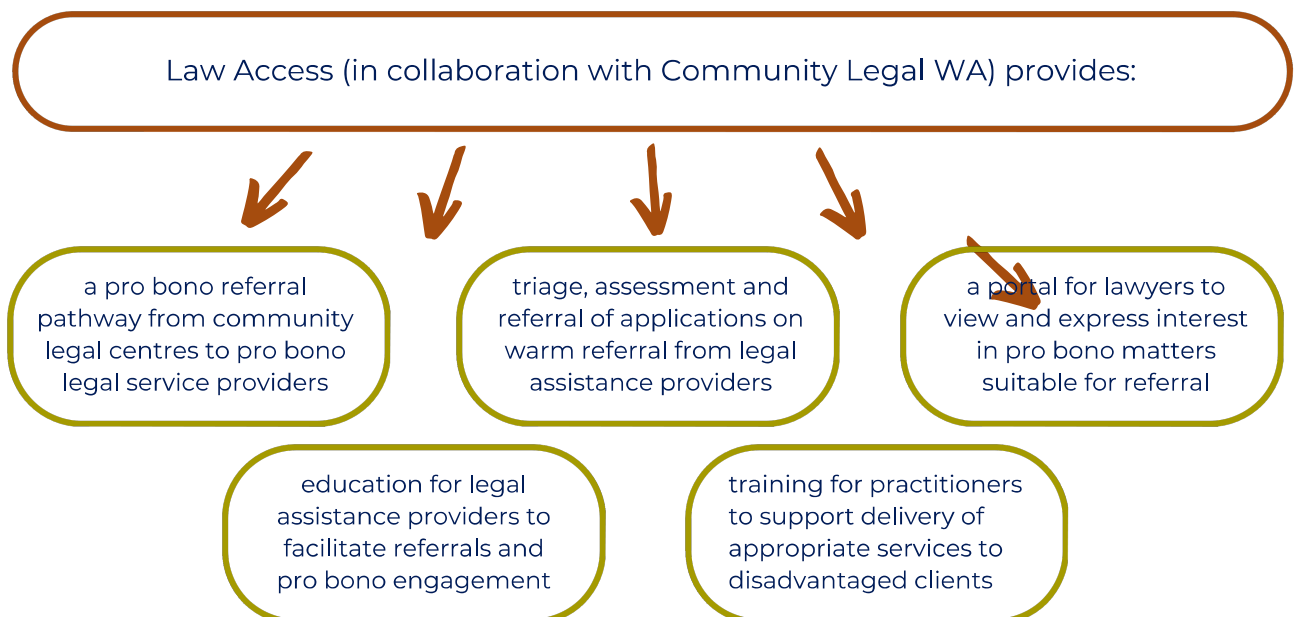 Law Access (in collaboration with Community Legal WA) provides:
a pro bono referral
pathway from community
legal centres to pro bono
legal service providers
triage, assessment and
referral of applications on
warm referral from legal
assistance providers
a portal for lawyers to
view and express interest
in pro bono matters
suitable for referral
education for legal
assistance providers to
facilitate referrals and
pro bono engagement
training for practitioners
to support delivery of
appropriate services to
disadvantaged clients